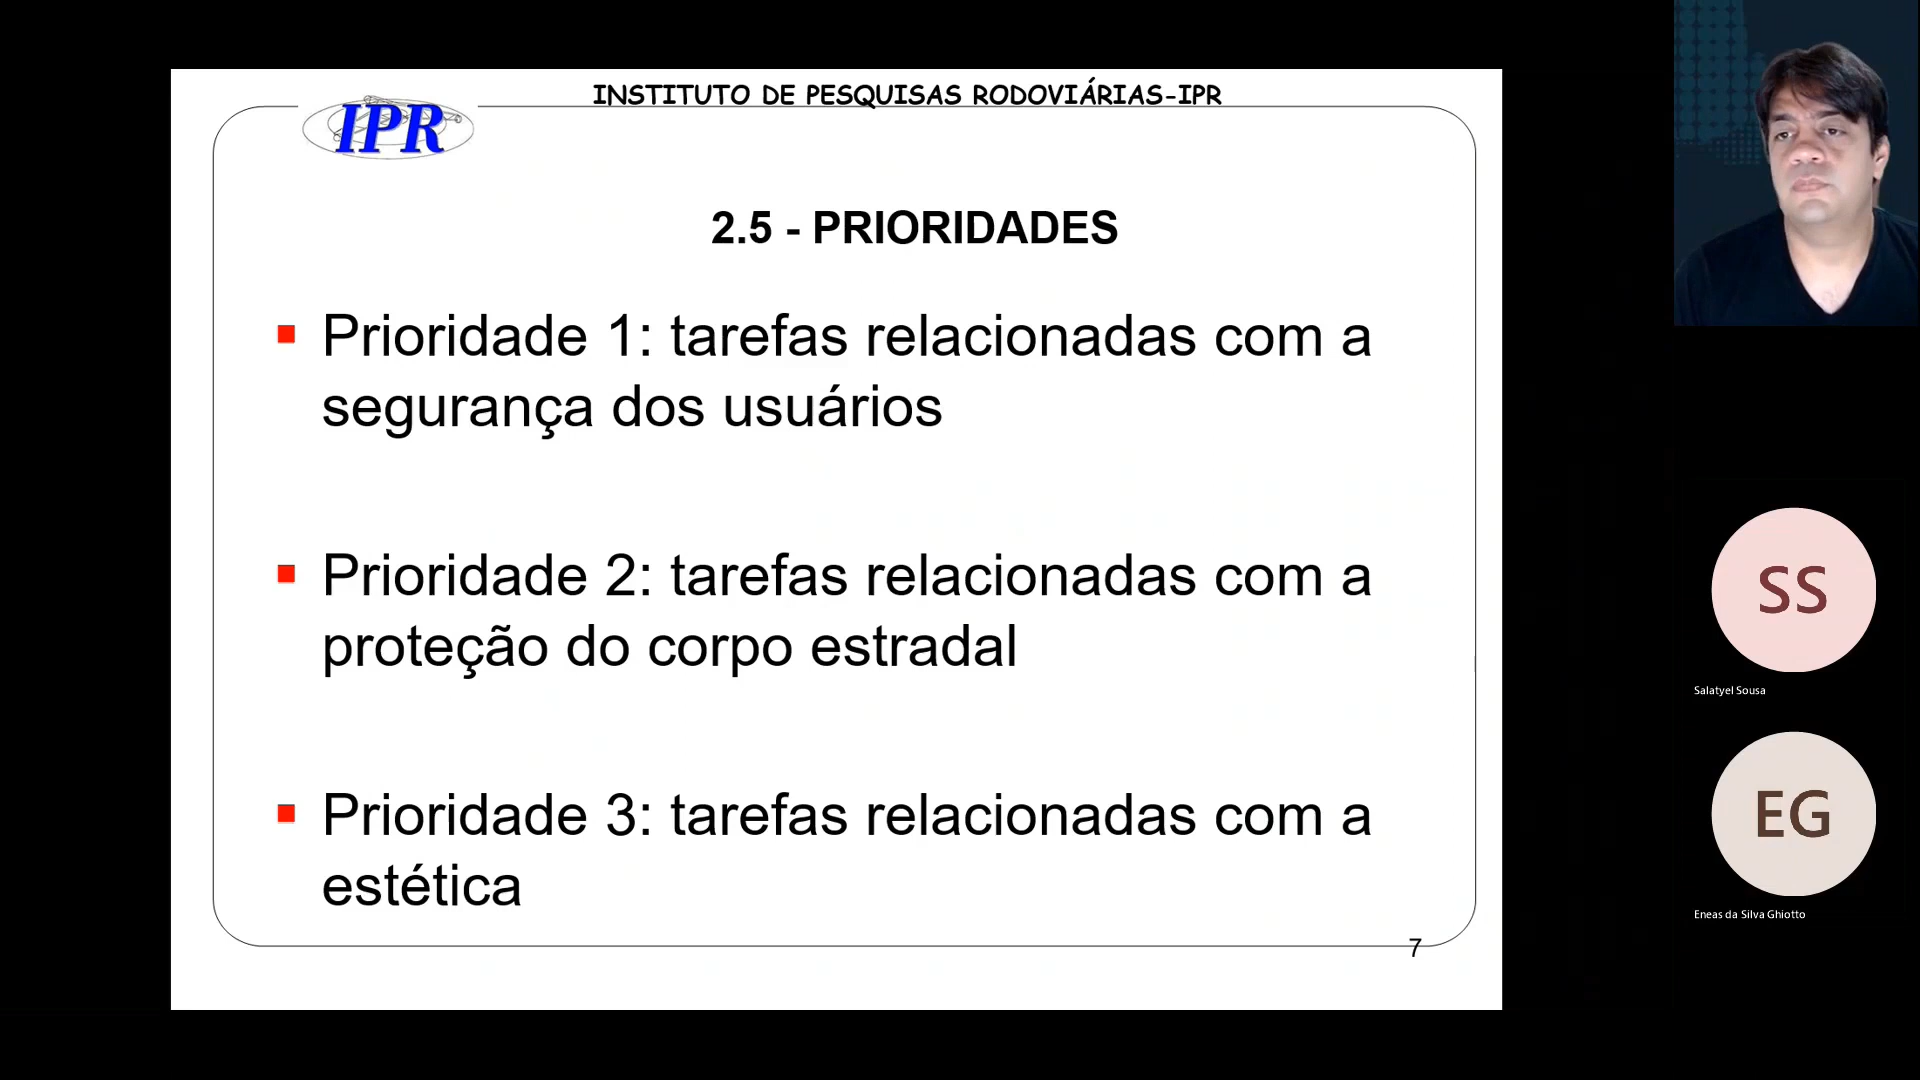 INSTITUTO DE PESQUISAS RODOVIÁRIAS-IPR
IPR
2.5 - PRIORIDADES
Prioridade 1: tarefas relacionadas com a
segurança dos usuários
Prioridade 2: tarefas relacionadas com a
proteção do corpo estradal
Prioridade 3: tarefas relacionadas com a
estética
7
SS
Salatyel Sousa
EG
Eneas da Silva Ghiotto